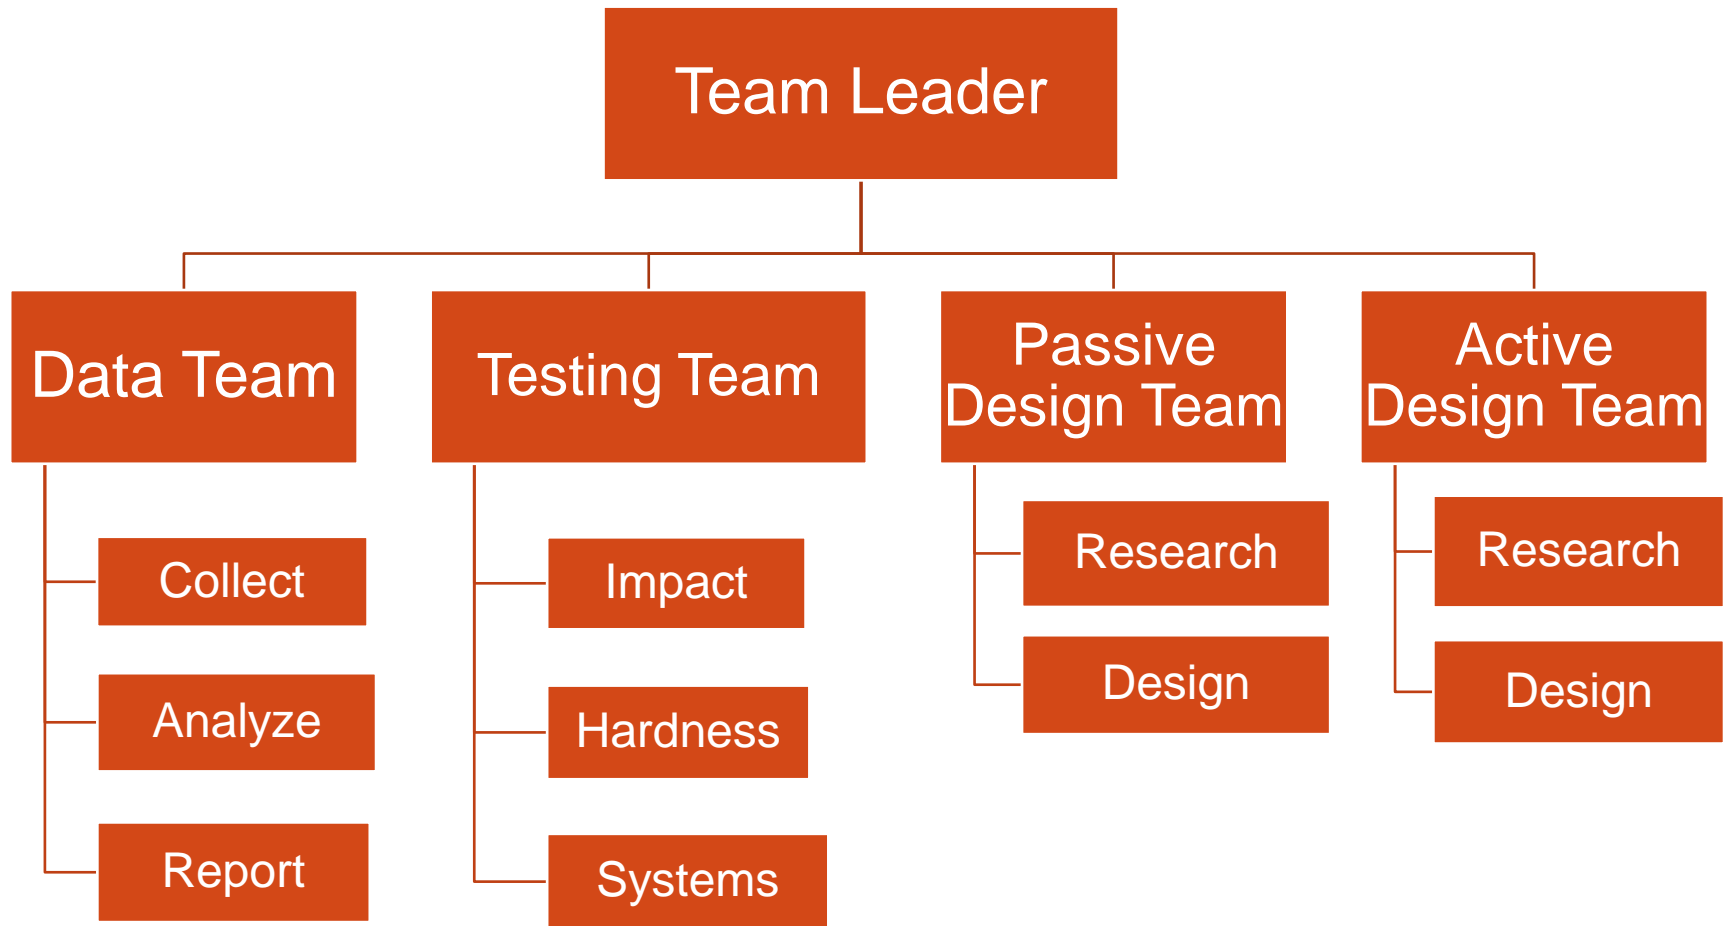 Team Leader
Data Team
Testing Team
Passive
Design Team
Active
Design Team
Collect
Analyze
Report
Impact
Hardness
Systems
Research
Design
Research
Design